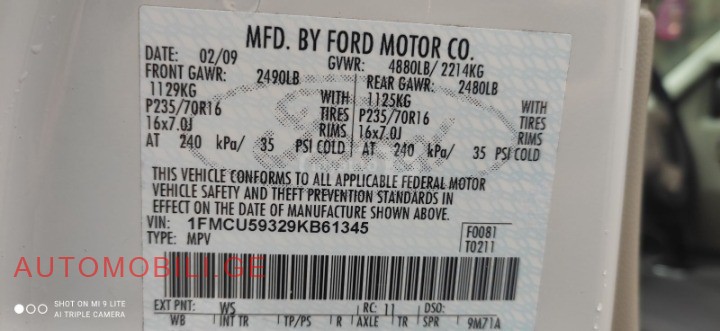 MFD. BY FORD MOTOR CO.
DATE: 02/09 GVWR: 4880LB/ 2214KG
FRONT GAWR: 2490LB REAR GAWR: 2480LB
1129KG WITH 1125KG WITH
P235/70R16 TIRES P235/70R16 TIRES
16x7.0J RIMS 16x7.0J RIMS
AT 240 kPa/ 35 PSI COLD AT 240 kPa/ 35 PSI COLD
THIS VEHICLE CONFORMS TO ALL APPLICABLE FEDERAL MOTOR
VEHICLE SAFETY AND THEFT PREVENTION STANDARDS IN
EFFECT ON THE DATE OF MANUFACTURE SHOWN ABOVE.
VIN: 1FMCU59329KB61345 F0081
TYPE: MPV T0211
AUTOMOBILI.GE
EXT PNT: WS RC: 11 DSO:
WB INT TR TP/PS R AXLE TR SPR 9M71A
SHOT ON MI 9 LITE
AI TRIPLE CAMERA